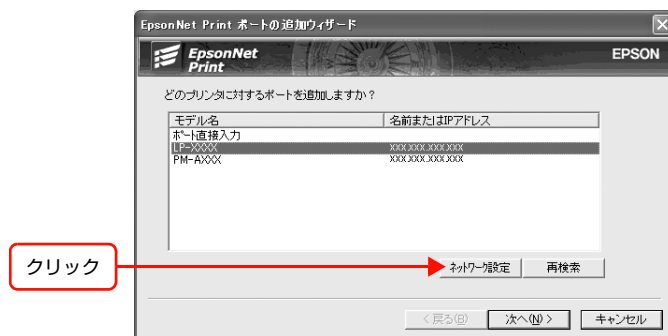 EpsonNet Print ポートの追加ウィザード
EpsonNet
Print
EPSON
どのプリンタに対するポートを追加しますか？
モデル名 名前またはIPアドレス
ポート直接入力
LP-XXXX XXX.XXX.XXX.XXX
PM-AXXX XXX.XXX.XXX.XXX
クリック
ネットワーク設定 再検索
< 戻る(B) 次へ(N) > キャンセル